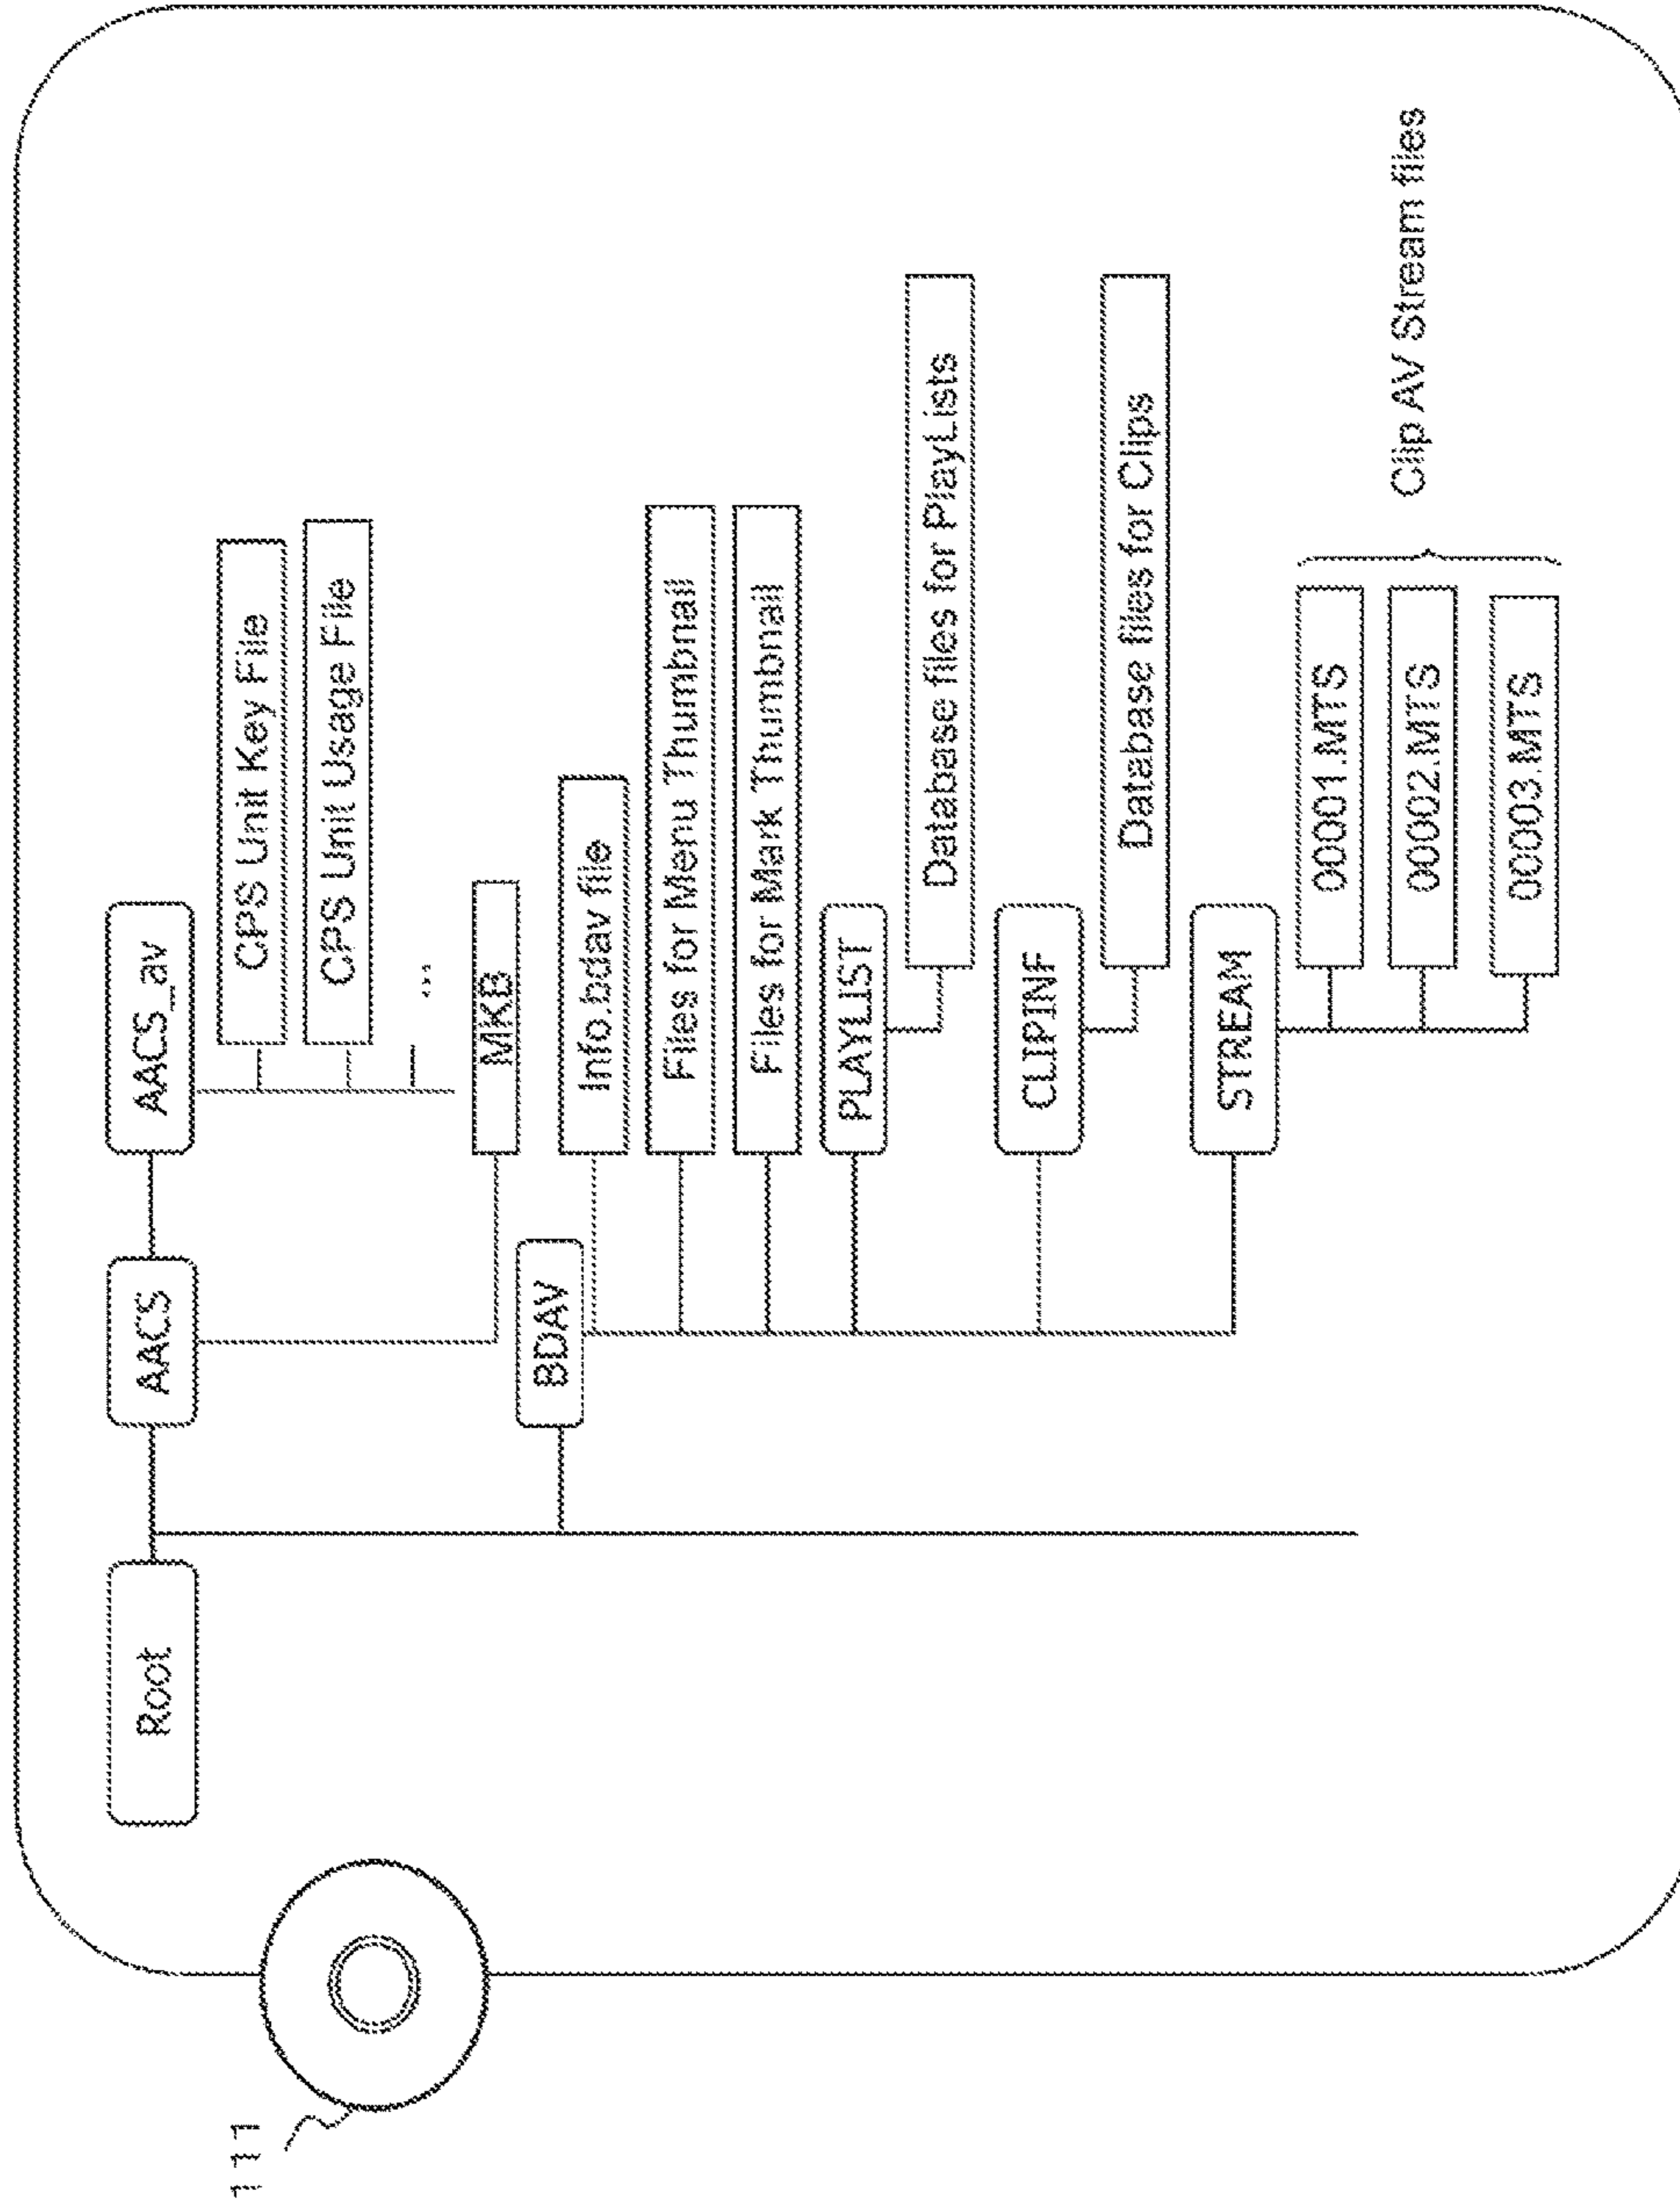 111
Root
AACS
AACS_av
CPS Unit Key File
CPS Unit Usage File
...
MKB
BDAV
Info.bdav file
Files for Menu Thumbnail
Files for Mark Thumbnail
PLAYLIST
Database files for PlayLists
CLIPINF
Database files for Clips
STREAM
00001.MTS
00002.MTS
00003.MTS
Clip AV Stream files